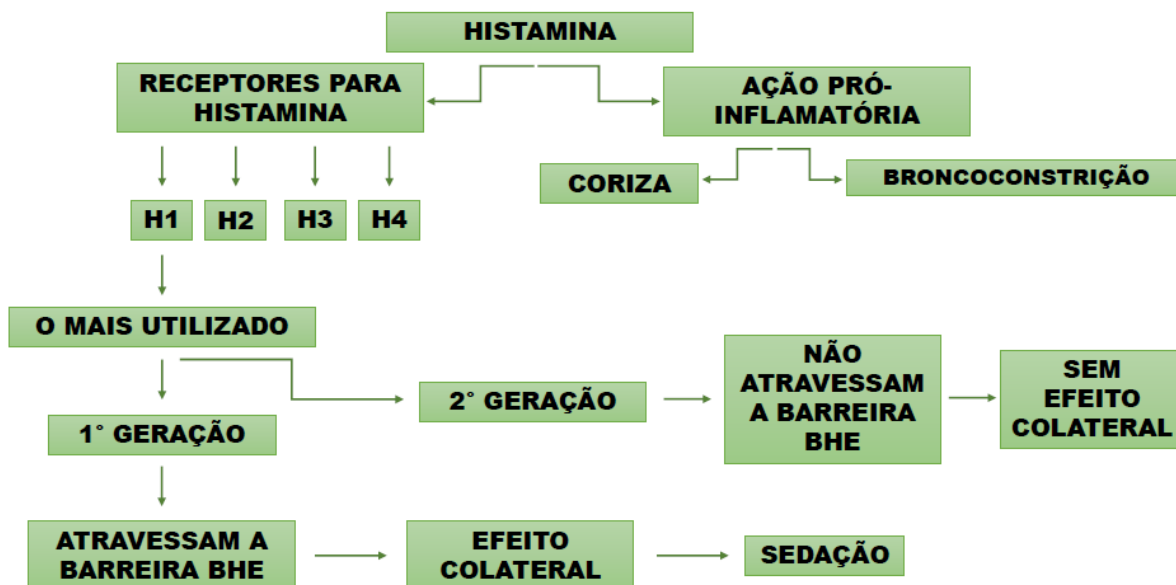 HISTAMINA
RECEPTORES PARA
HISTAMINA
AÇÃO PRÓ-
INFLAMATÓRIA
CORIZA
BRONCOCONSTRIÇÃO
H1
H2
H3
H4
O MAIS UTILIZADO
1° GERAÇÃO
2° GERAÇÃO
NÃO
ATRAVESSAM
A BARREIRA
BHE
SEM
EFEITO
COLATERAL
ATRAVESSAM A
BARREIRA BHE
EFEITO
COLATERAL
SEDAÇÃO